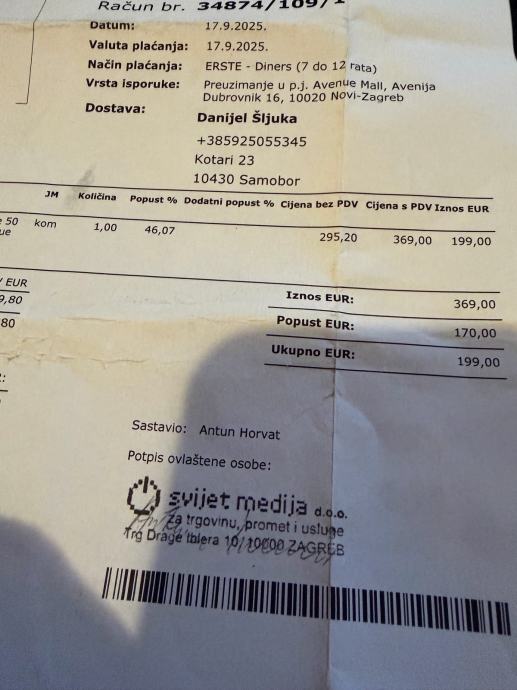 Račun br. 34874/109/1
Datum: 17.9.2025.
Valuta plaćanja: 17.9.2025.
Način plaćanja: ERSTE - Diners (7 do 12 rata)
Vrsta isporuke: Preuzimanje u p.j. Avenue Mall, Avenija
Dubrovnik 16, 10020 Novi-Zagreb
Dostava: Danijel Šljuka
+385925055345
Kotari 23
10430 Samobor
JM Količina Popust % Dodatni popust % Cijena bez PDV Cijena s PDV Iznos EUR
50 kom 1,00 46,07 295,20 369,00 199,00
ue
EUR
9,80
80
Iznos EUR: 369,00
Popust EUR: 170,00
Ukupno EUR: 199,00
Sastavio: Antun Horvat
Potpis ovlaštene osobe:
svijet medija d.o.o.
za trgovinu, promet i usluge
Trg Drage Iblera 10, 10000 ZAGREB